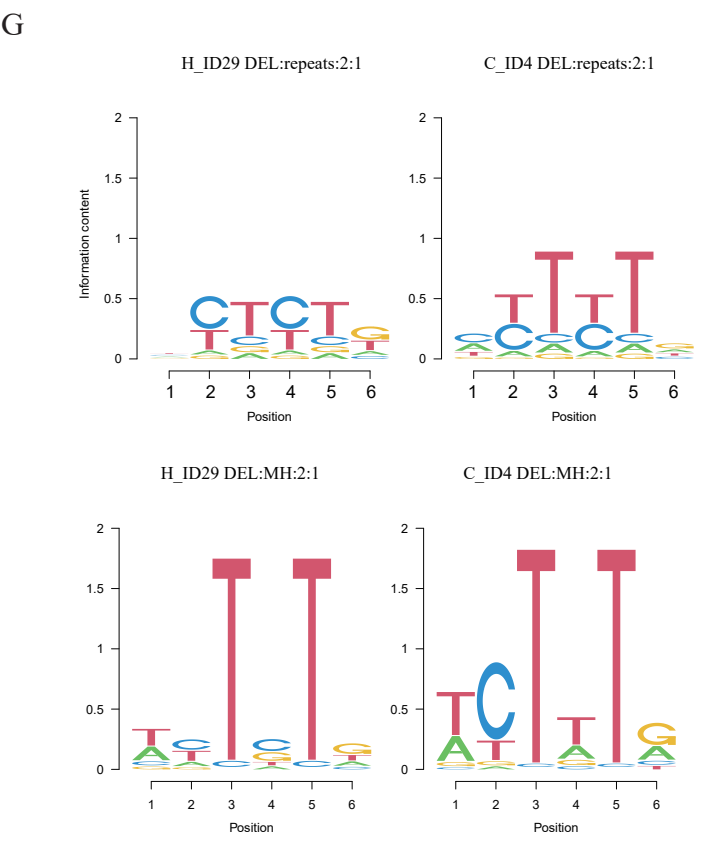 G
H_ID29 DEL:repeats:2:1
C_ID4 DEL:repeats:2:1
2
1.5
1
0.5
0
Information content
C T C T G
T C T C T
A G A G A
G A G A C
1 2 3 4 5 6
Position
2
1.5
1
0.5
0
C T T T T G
A C C C C A
T A A A A T
G G G C
1 2 3 4 5 6
Position
H_ID29 DEL:MH:2:1
C_ID4 DEL:MH:2:1
2
1.5
1
0.5
0
T C T C T G
A T C G C T
C A T A
G G A C
1 2 3 4 5 6
Position
2
1.5
1
0.5
0
T C T T T G
A T C A C A
G G G C
C A C T
1 2 3 4 5 6
Position